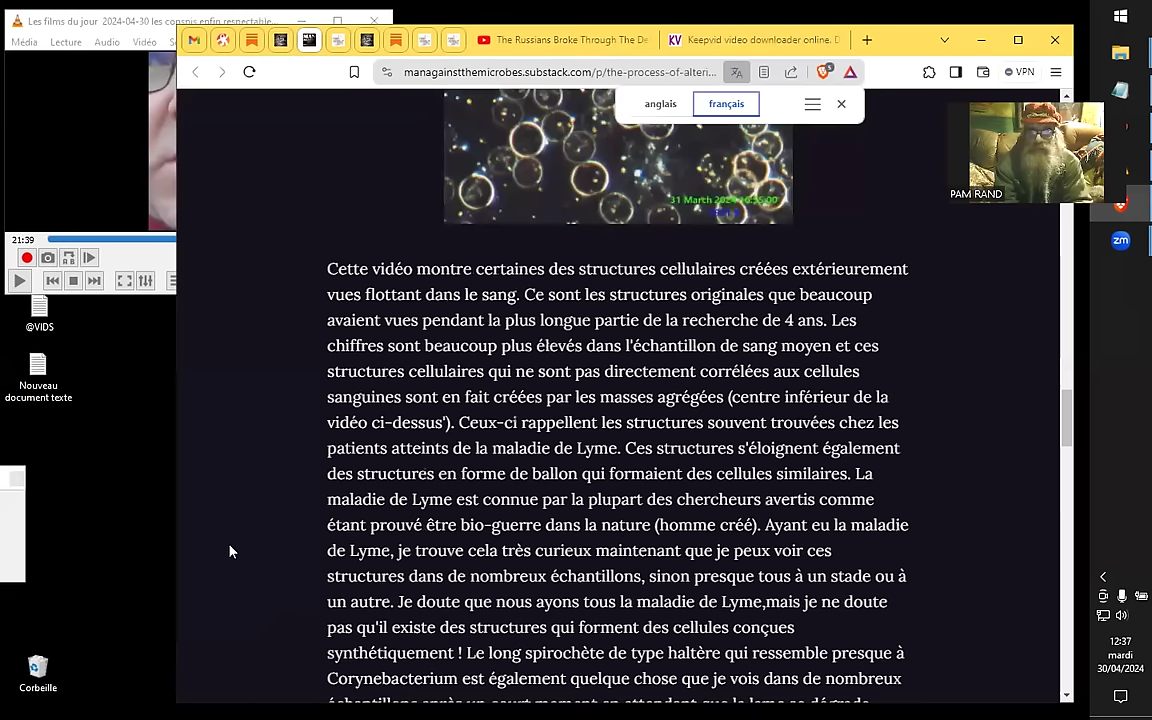 Les films du jour 2024-04-30 les conspis enfin respectable...
Média Lecture Audio Vidéo
21:39
@VIDS
Nouveau
document texte
Corbeille
The Russians Broke Through The De
Keepvid video downloader online. D
managainstthemicrobes.substack.com/p/the-process-of-alteri...
VPN
anglais français
31 March 2024
PAM RAND
Cette vidéo montre certaines des structures cellulaires créées extérieurement
vues flottant dans le sang. Ce sont les structures originales que beaucoup
avaient vues pendant la plus longue partie de la recherche de 4 ans. Les
chiffres sont beaucoup plus élevés dans l'échantillon de sang moyen et ces
structures cellulaires qui ne sont pas directement corrélées aux cellules
sanguines sont en fait créées par les masses agrégées (centre inférieur de la
vidéo ci-dessus'). Ceux-ci rappellent les structures souvent trouvées chez les
patients atteints de la maladie de Lyme. Ces structures s'éloignent également
des structures en forme de ballon qui formaient des cellules similaires. La
maladie de Lyme est connue par la plupart des chercheurs avertis comme
étant prouvé être bio-guerre dans la nature (homme créé). Ayant eu la maladie
de Lyme, je trouve cela très curieux maintenant que je peux voir ces
structures dans de nombreux échantillons, sinon presque tous à un stade ou à
un autre. Je doute que nous ayons tous la maladie de Lyme,mais je ne doute
pas qu'il existe des structures qui forment des cellules conçues
synthétiquement ! Le long spirochète de type haltère qui ressemble presque à
Corynebacterium est également quelque chose que je vois dans de nombreux
zm
12:37
mardi
30/04/2024